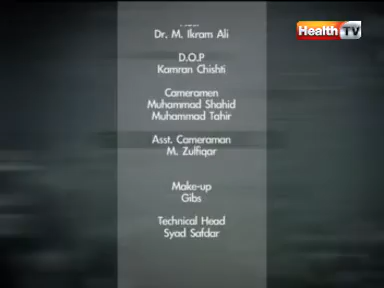 Health TV
Dr. M. Ikram Ali
D.O.P
Kamran Chishti
Cameramen
Muhammad Shahid
Muhammad Tahir
Asst. Cameraman
M. Zulfiqar
Make-up
Gibs
Technical Head
Syad Safdar